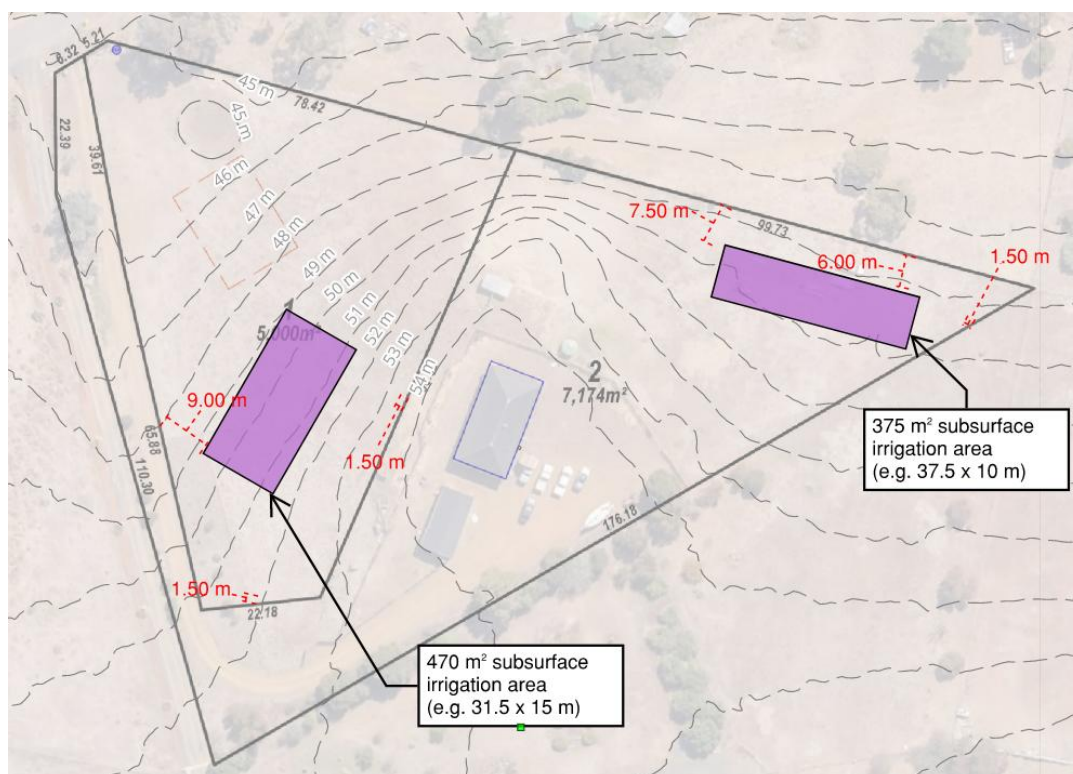 8.32
5.21
45 m
78.42
45 m
22.39
39.61
46 m
47 m
48 m
49 m
50 m
51 m
52 m
53 m
54 m
7.50 m
99.73
6.00 m
1.50 m
1
5,000m²
2
7,174m²
9.00 m
65.88
110.30
1.50 m
176.18
1.50 m
22.18
375 m² subsurface
irrigation area
(e.g. 37.5 x 10 m)
470 m² subsurface
irrigation area
(e.g. 31.5 x 15 m)